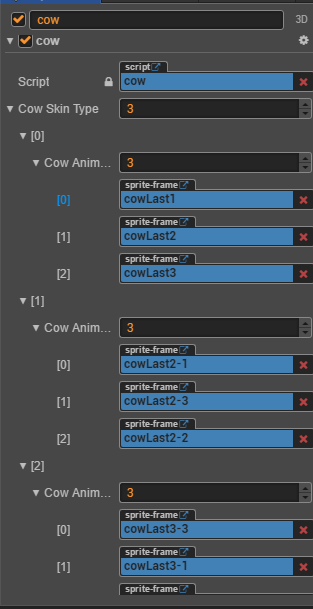 cow 3D
cow
script
Script cow
Cow Skin Type 3
[0]
Cow Anim... 3
sprite-frame
[0] cowLast1
sprite-frame
[1] cowLast2
sprite-frame
[2] cowLast3
[1]
Cow Anim... 3
sprite-frame
[0] cowLast2-1
sprite-frame
[1] cowLast2-3
sprite-frame
[2] cowLast2-2
[2]
Cow Anim... 3
sprite-frame
[0] cowLast3-3
sprite-frame
[1] cowLast3-1
sprite-frame